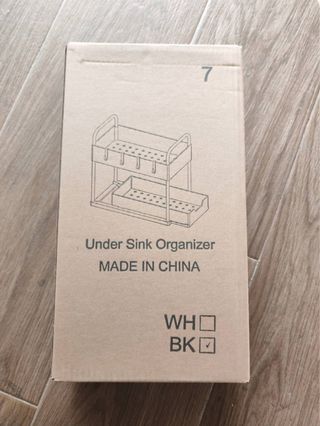 7
Under Sink Organizer
MADE IN CHINA
WH☐
BK☑